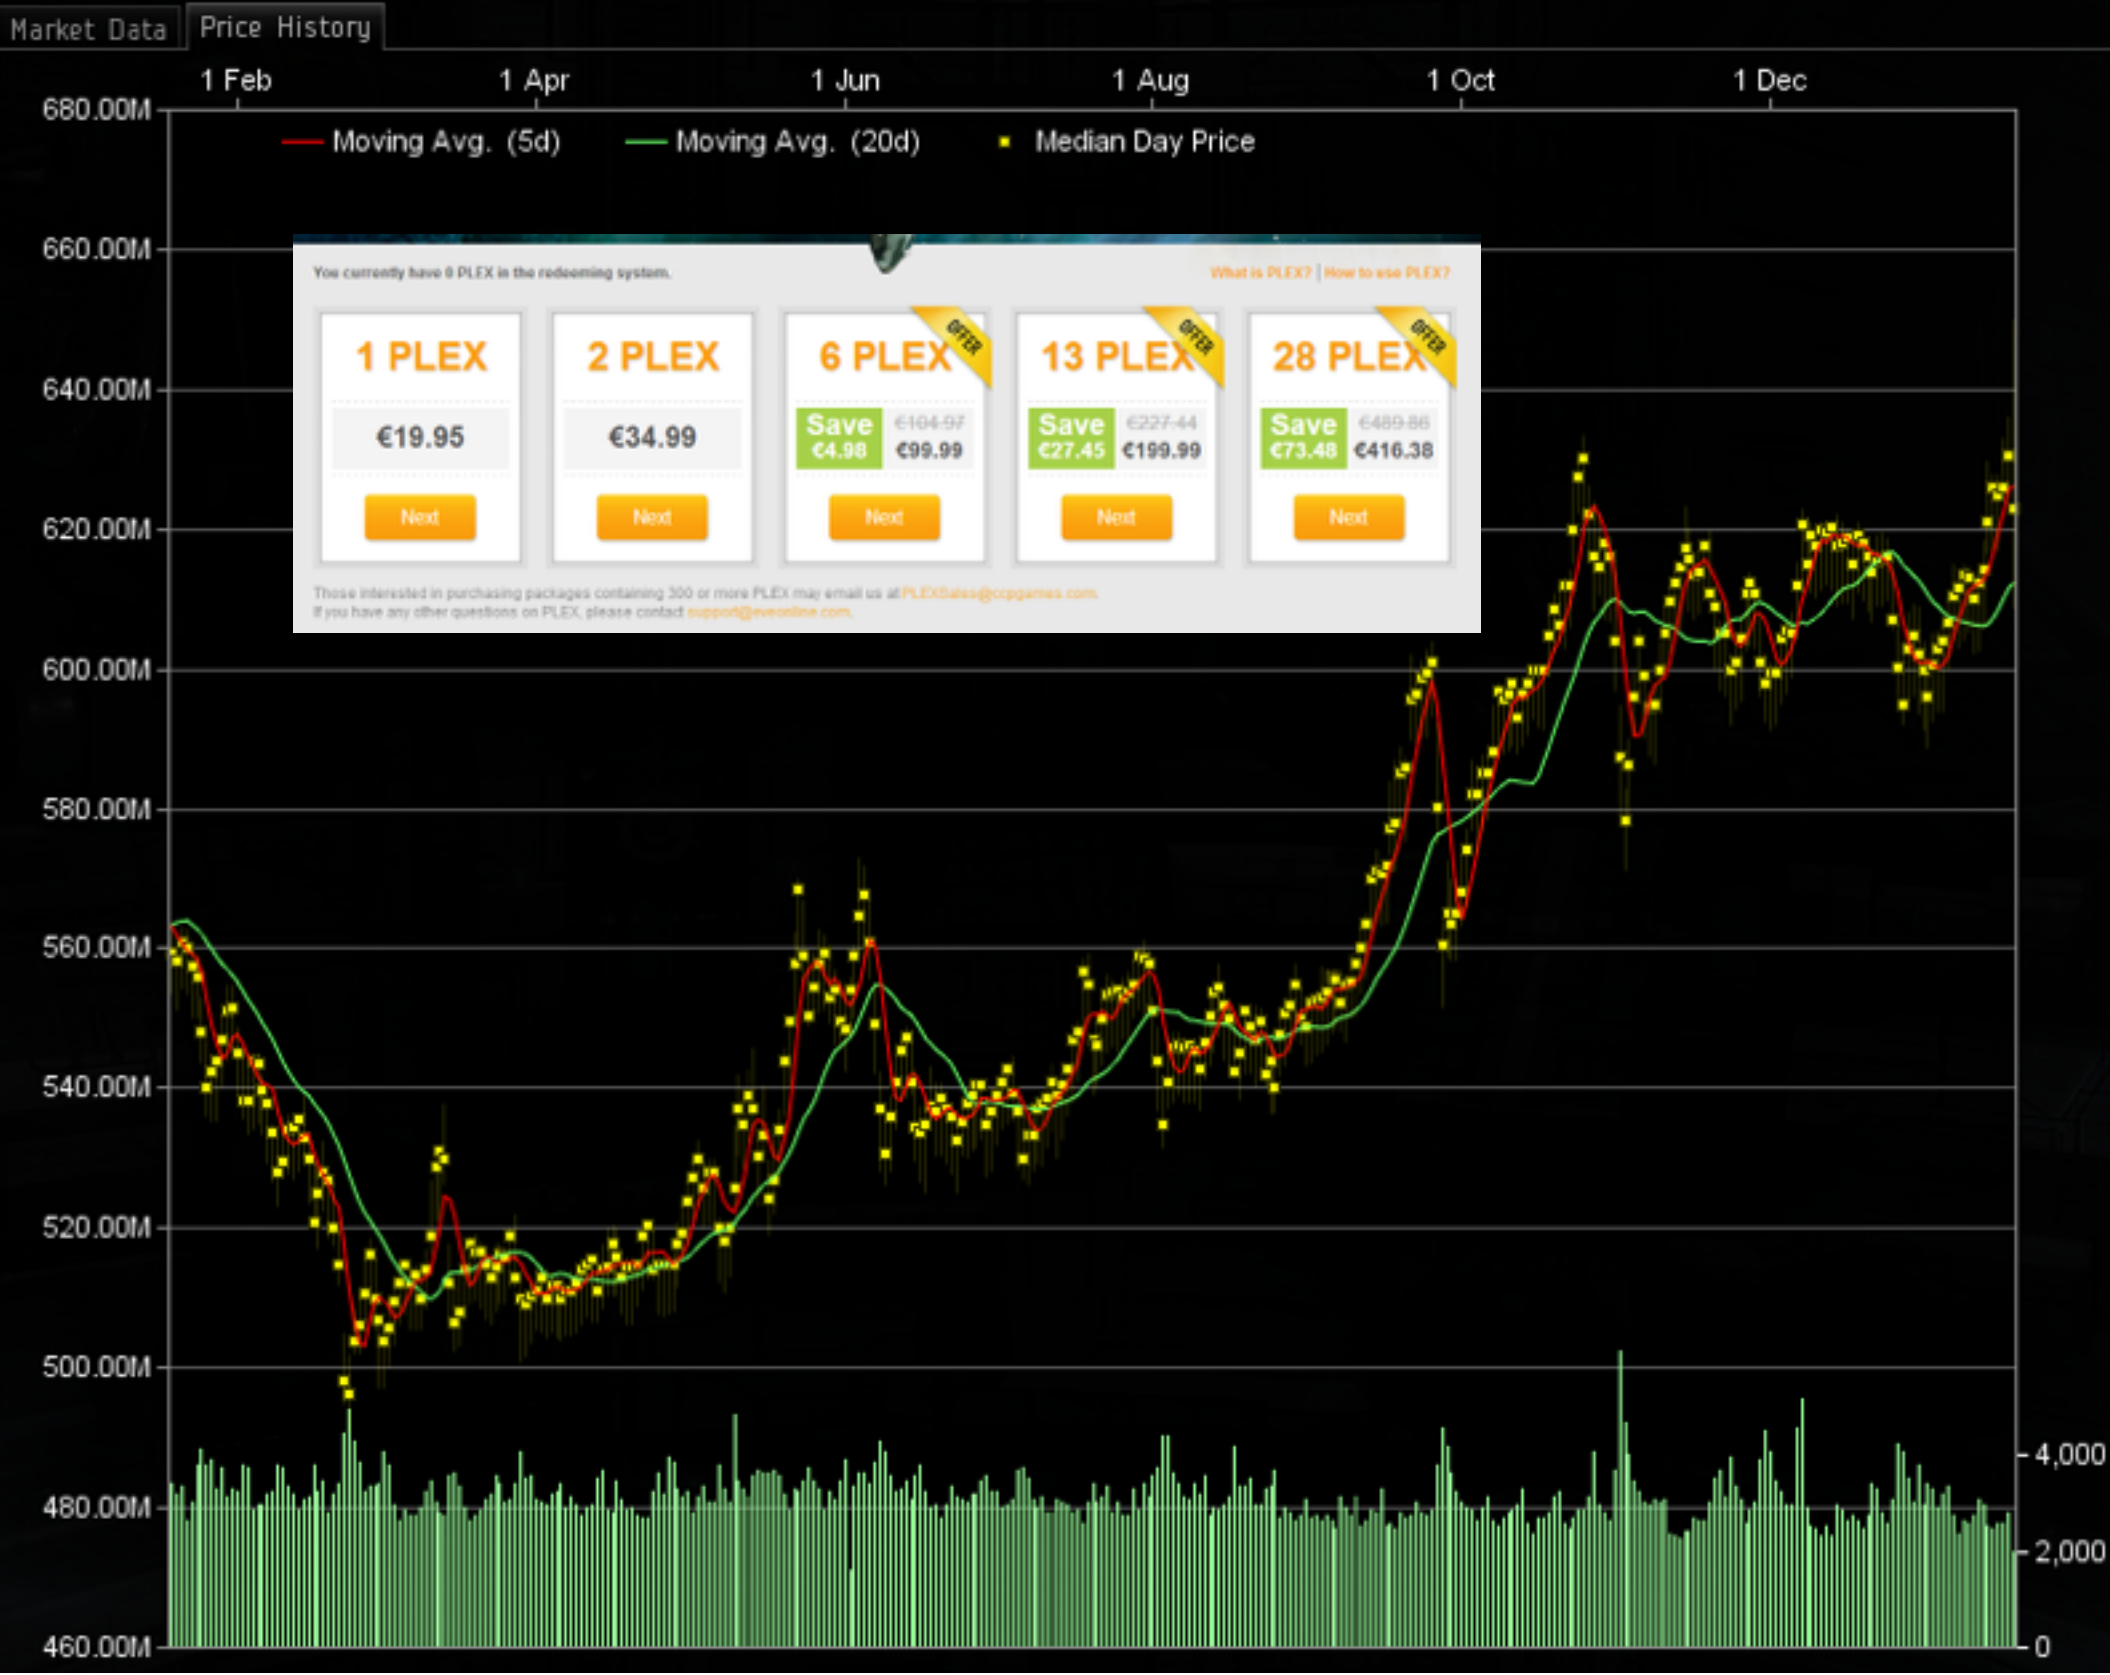 Market Data
Price History
1 Feb 1 Apr 1 Jun 1 Aug 1 Oct 1 Dec
680.00M
Moving Avg. (5d) Moving Avg. (20d) Median Day Price
660.00M
You currently have 0 PLEX in the redeeming system.
What is PLEX? | How to use PLEX?
1 PLEX
€19.95
Next
2 PLEX
€34.99
Next
OFFER
6 PLEX
Save
€4.98
€104.97
€99.99
Next
OFFER
13 PLEX
Save
€27.45
€227.44
€199.99
Next
OFFER
28 PLEX
Save
€73.48
€489.86
€416.38
Next
Those interested in purchasing packages containing 300 or more PLEX may email us at PLEXSales@ccpgames.com.
If you have any other questions on PLEX, please contact support@eveonline.com.
640.00M
620.00M
600.00M
580.00M
560.00M
540.00M
520.00M
500.00M
480.00M
460.00M
4,000
2,000
0